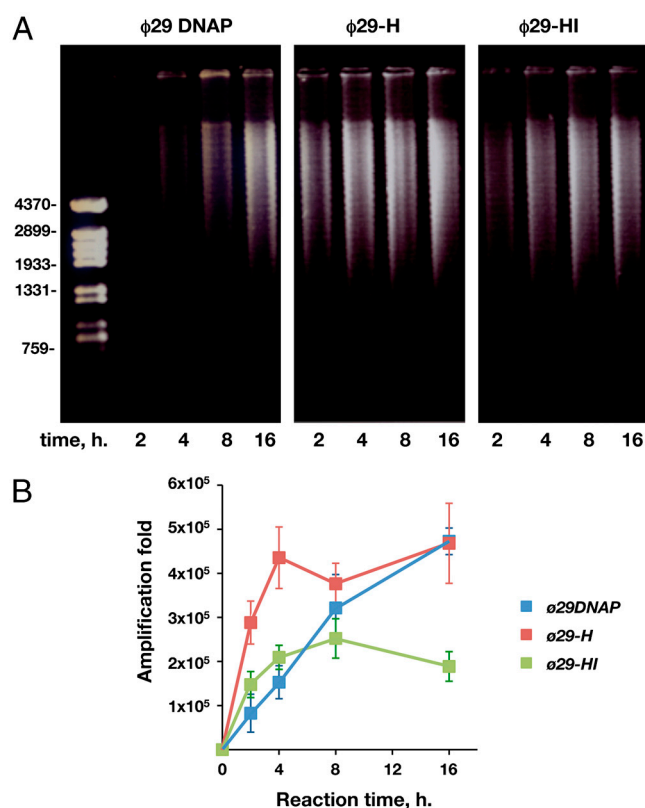 A
ϕ29 DNAP ϕ29-H ϕ29-HI
4370-
2899-
1933-
1331-
759-
time, h. 2 4 8 16 2 4 8 16 2 4 8 16
B
6x10⁵
5x10⁵
4x10⁵
3x10⁵
2x10⁵
1x10⁵
Amplification fold
ø29DNAP
ø29-H
ø29-HI
0 4 8 12 16
Reaction time, h.